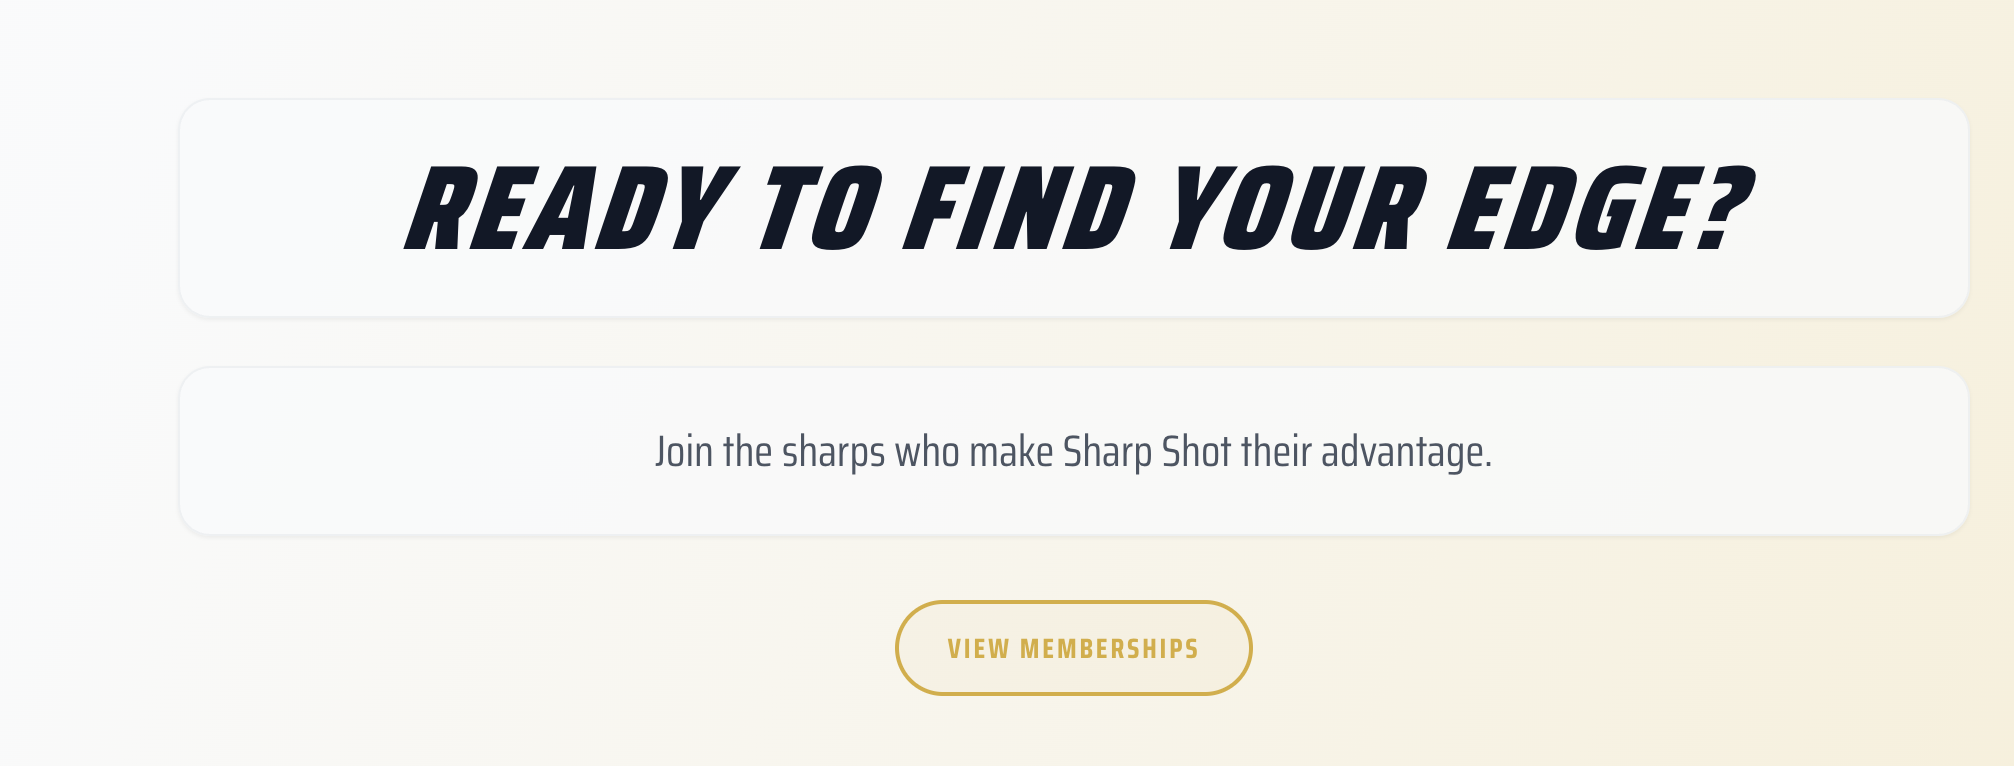 READY TO FIND YOUR EDGE?
Join the sharps who make Sharp Shot their advantage.
VIEW MEMBERSHIPS